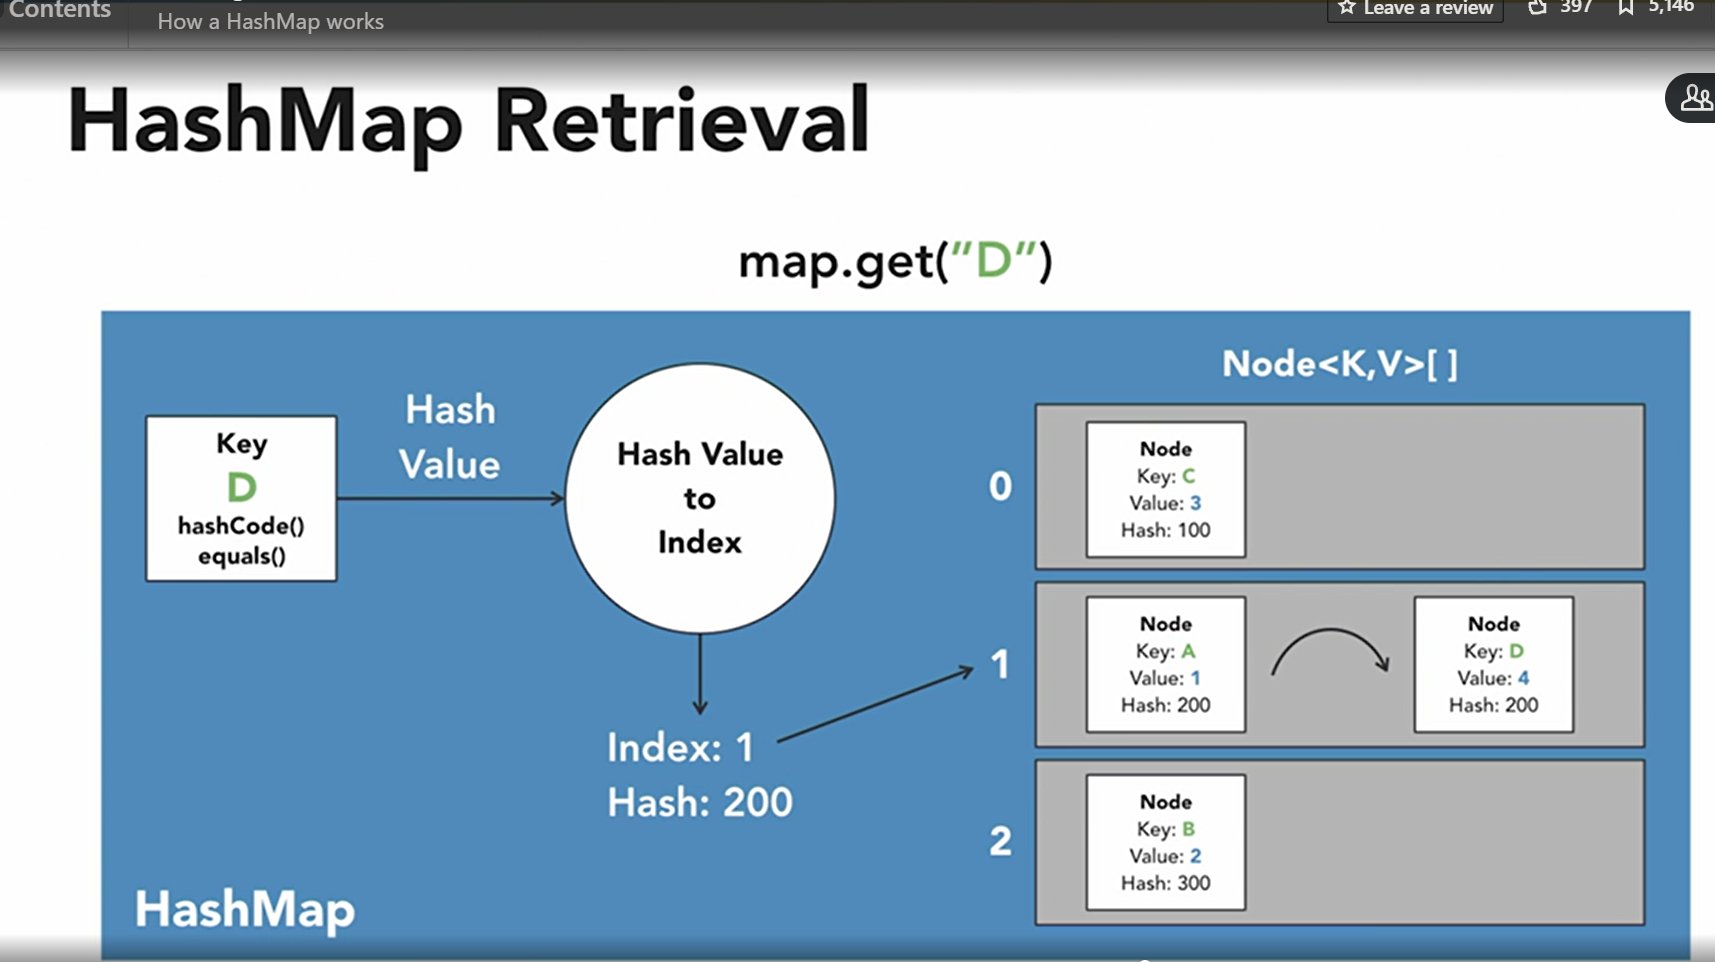 Contents
How a HashMap works
Leave a review
397
5,146
HashMap Retrieval
map.get("D")
Node<K,V>[ ]
Key
D
hashCode()
equals()
Hash
Value
Hash Value
to
Index
Index: 1
Hash: 200
0
Node
Key: C
Value: 3
Hash: 100
1
Node
Key: A
Value: 1
Hash: 200
Node
Key: D
Value: 4
Hash: 200
2
Node
Key: B
Value: 2
Hash: 300
HashMap